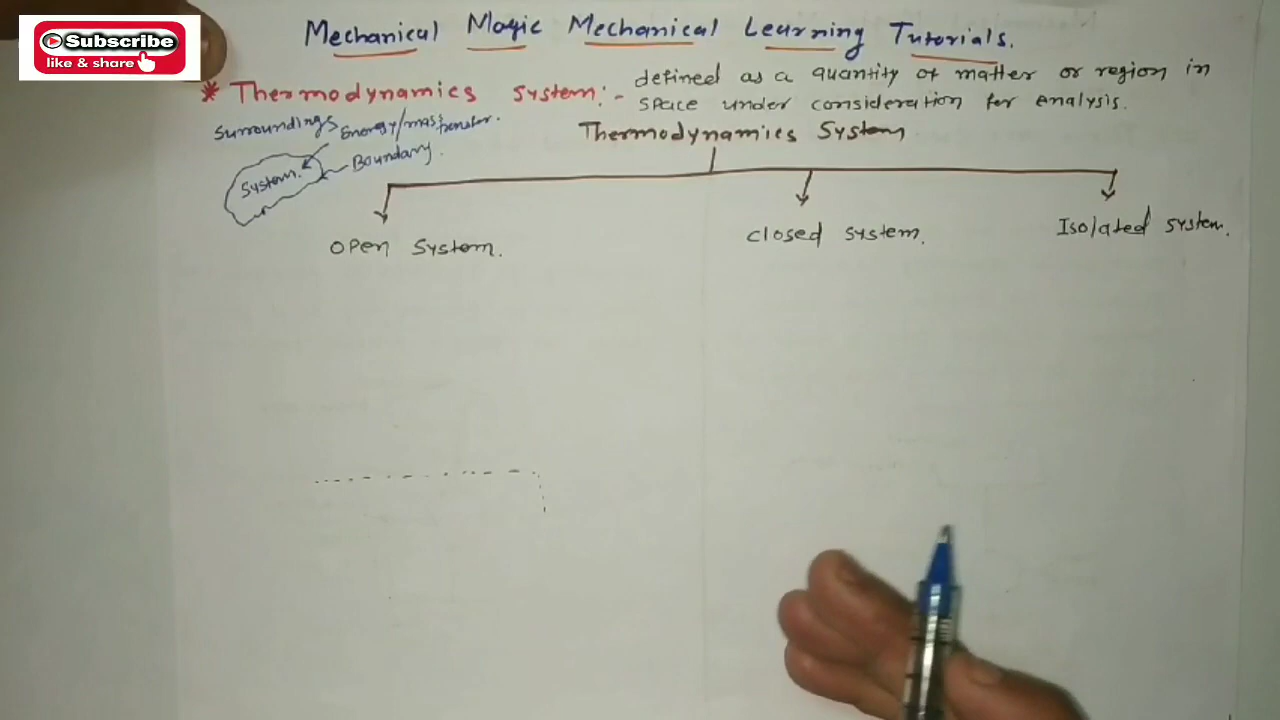 Subscribe
like & share
Mechanical Magic Mechanical Learning Tutorials.
* Thermodynamics System:- defined as a quantity of matter or region in
space under consideration for analysis.
Surroundings Energy/mass transfer.
Boundary.
System.
Thermodynamics System
Open System.
Closed System.
Isolated System.